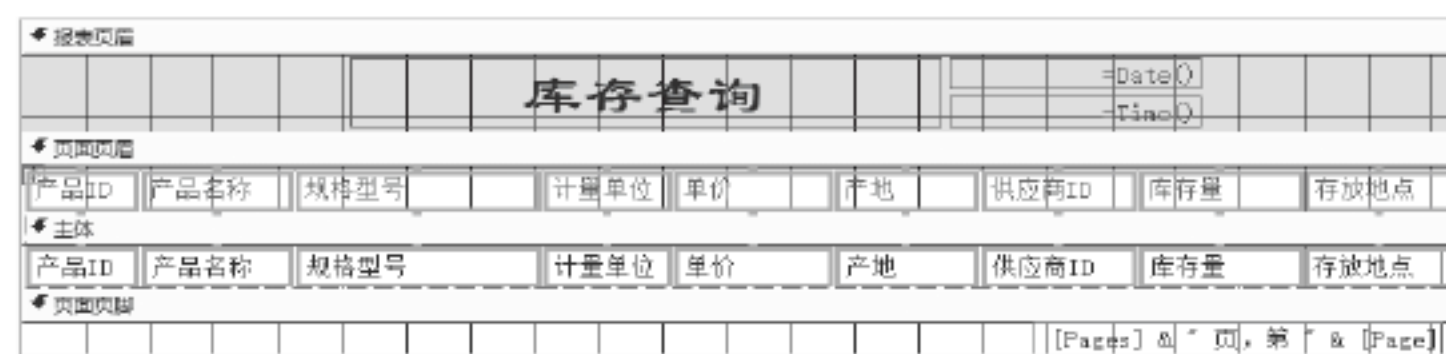 报表页眉
库存查询
=Date()
=Time()
页面页眉
产品ID 产品名称 规格型号 计量单位 单价 产地 供应商ID 库存量 存放地点
主体
产品ID 产品名称 规格型号 计量单位 单价 产地 供应商ID 库存量 存放地点
页面页脚
[Pages] & " 页，第 " & [Page]